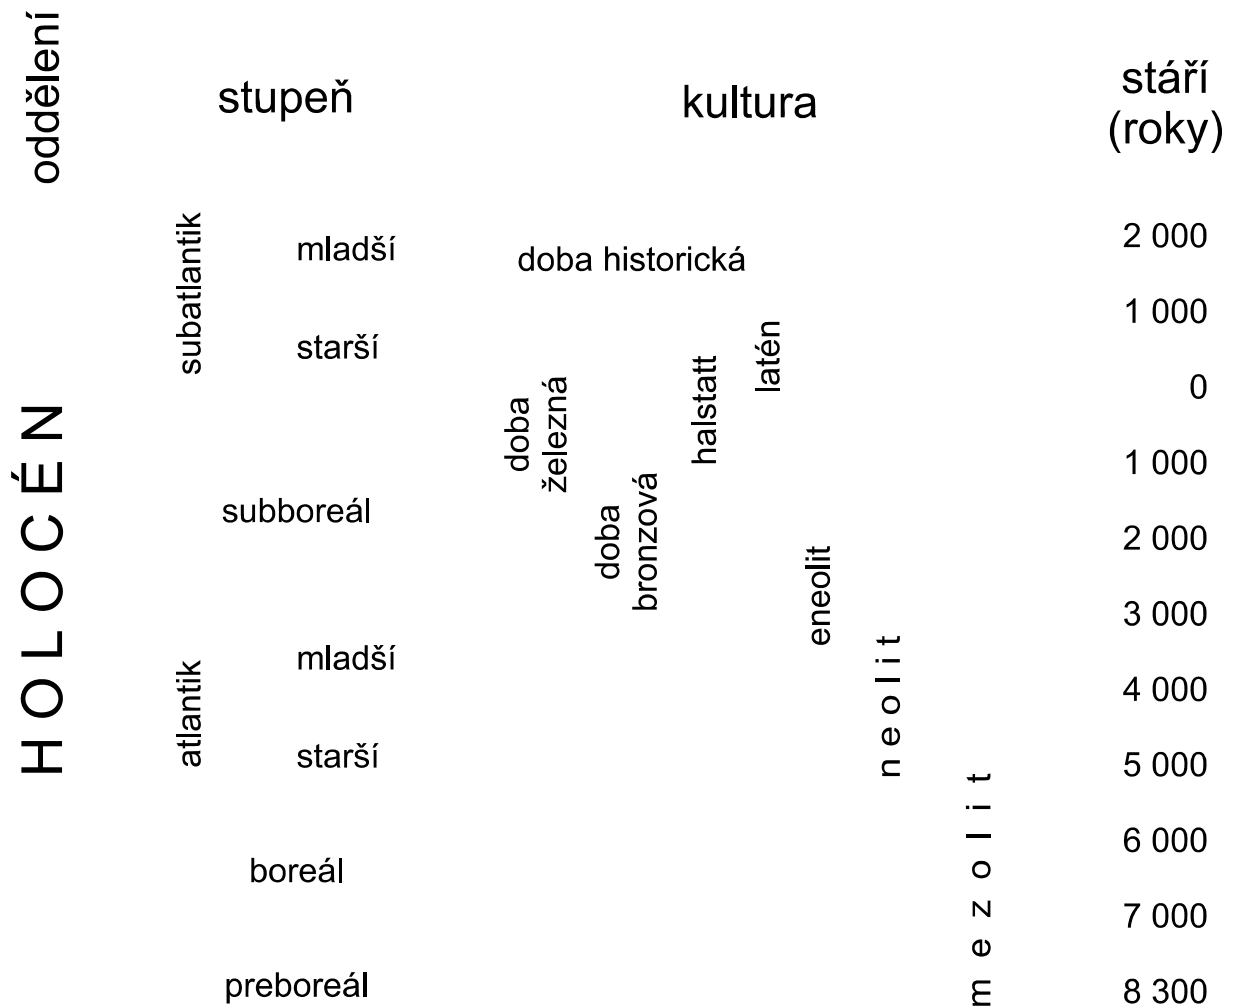 oddělení
stupeň
kultura
stáří
(roky)
HOLOCÉN
subatlantik
mladší
starší
subboreál
atlantik
mladší
starší
boreál
preboreál
doba historická
doba
železná
doba
bronzová
halstatt
latén
eneolit
neolit
mezolit
2 000
1 000
0
1 000
2 000
3 000
4 000
5 000
6 000
7 000
8 300